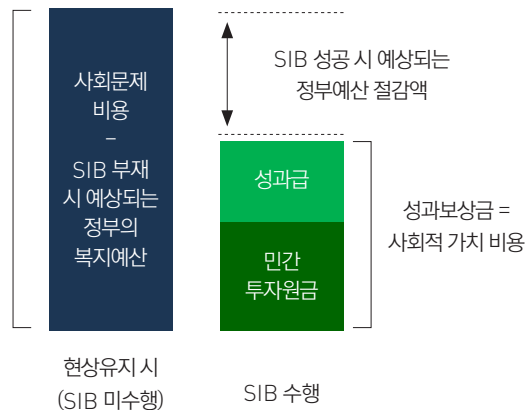 사회문제
비용
–
SIB 부재
시 예상되는
정부의
복지예산
SIB 성공 시 예상되는
정부예산 절감액
성과급
민간
투자원금
성과보상금 =
사회적 가치 비용
현상유지 시
(SIB 미수행)
SIB 수행